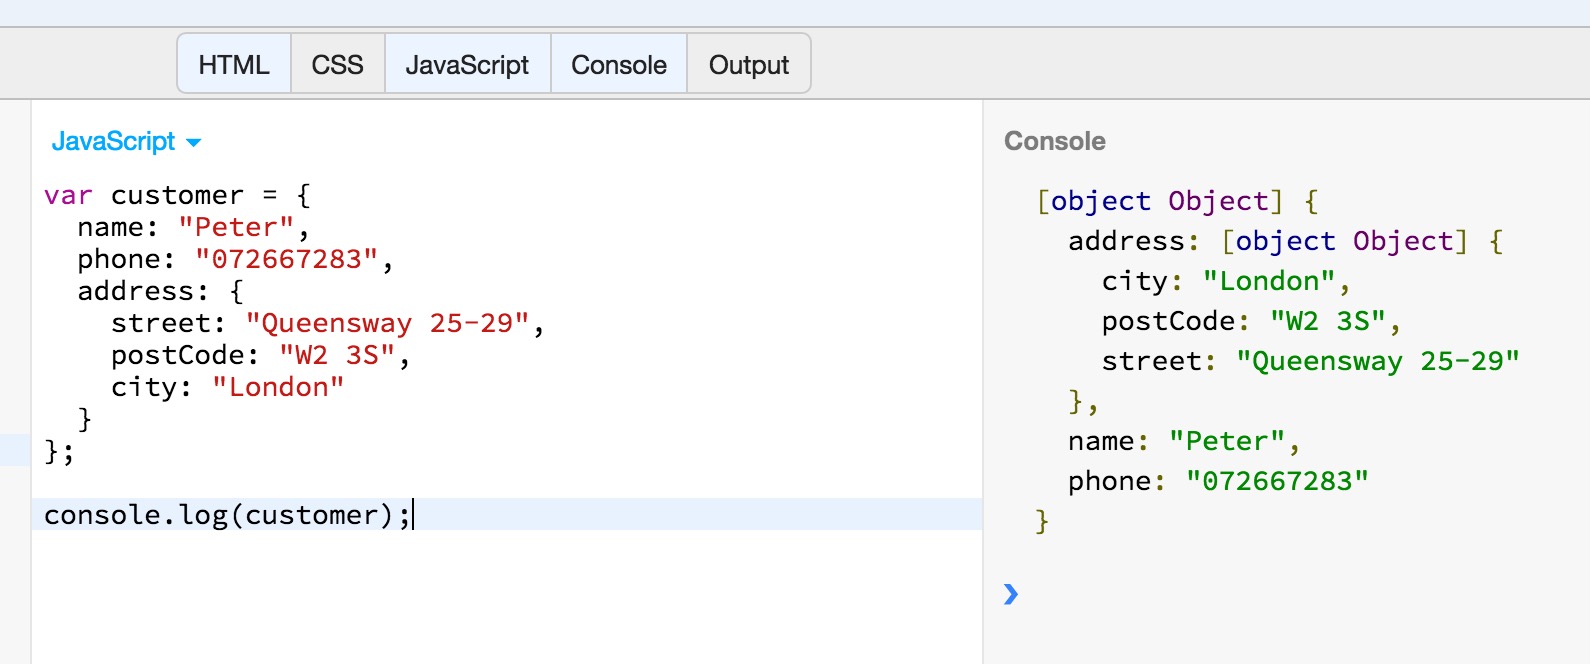 HTML CSS JavaScript Console Output
JavaScript
var customer = {
  name: "Peter",
  phone: "072667283",
  address: {
    street: "Queensway 25-29",
    postCode: "W2 3S",
    city: "London"
  }
};
console.log(customer);
Console
[object Object] {
  address: [object Object] {
    city: "London",
    postCode: "W2 3S",
    street: "Queensway 25-29"
  },
  name: "Peter",
  phone: "072667283"
}